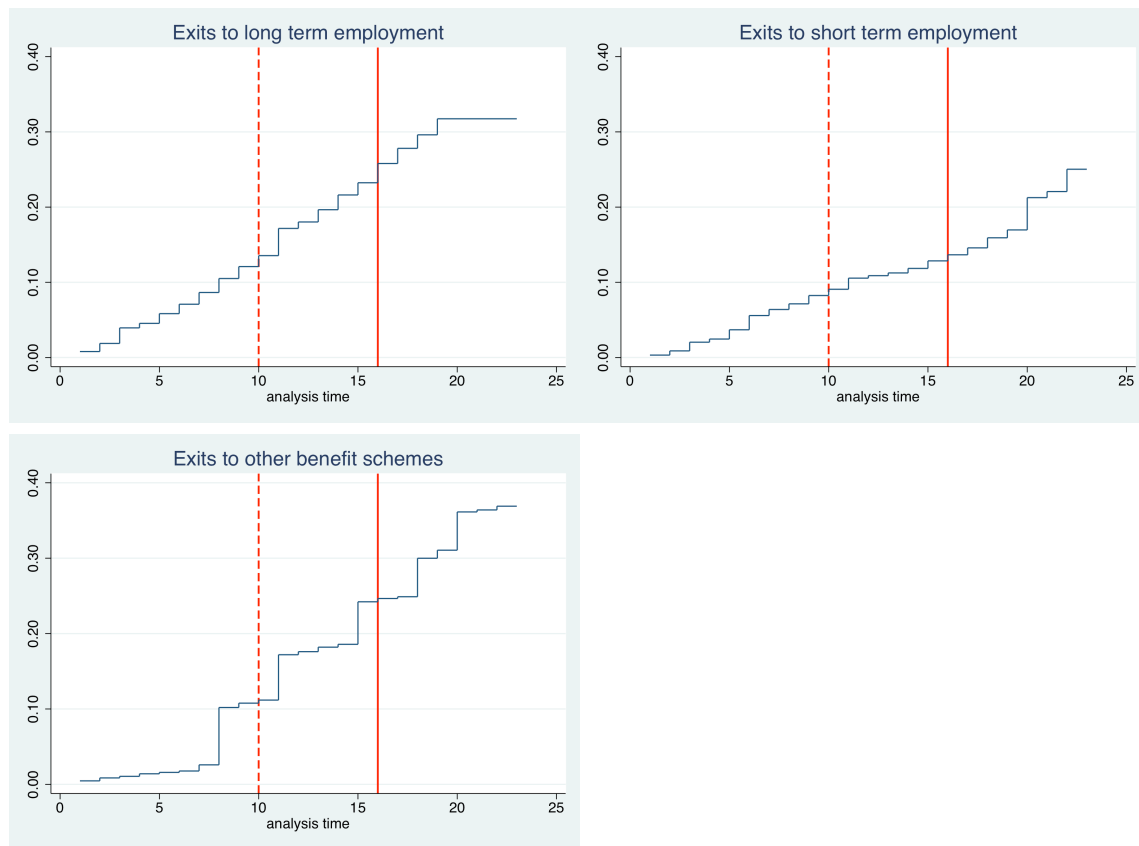 Exits to long term employment
0.40
0.30
0.20
0.10
0.00
0 5 10 15 20 25
analysis time
Exits to short term employment
0.40
0.30
0.20
0.10
0.00
0 5 10 15 20 25
analysis time
Exits to other benefit schemes
0.40
0.30
0.20
0.10
0.00
0 5 10 15 20 25
analysis time